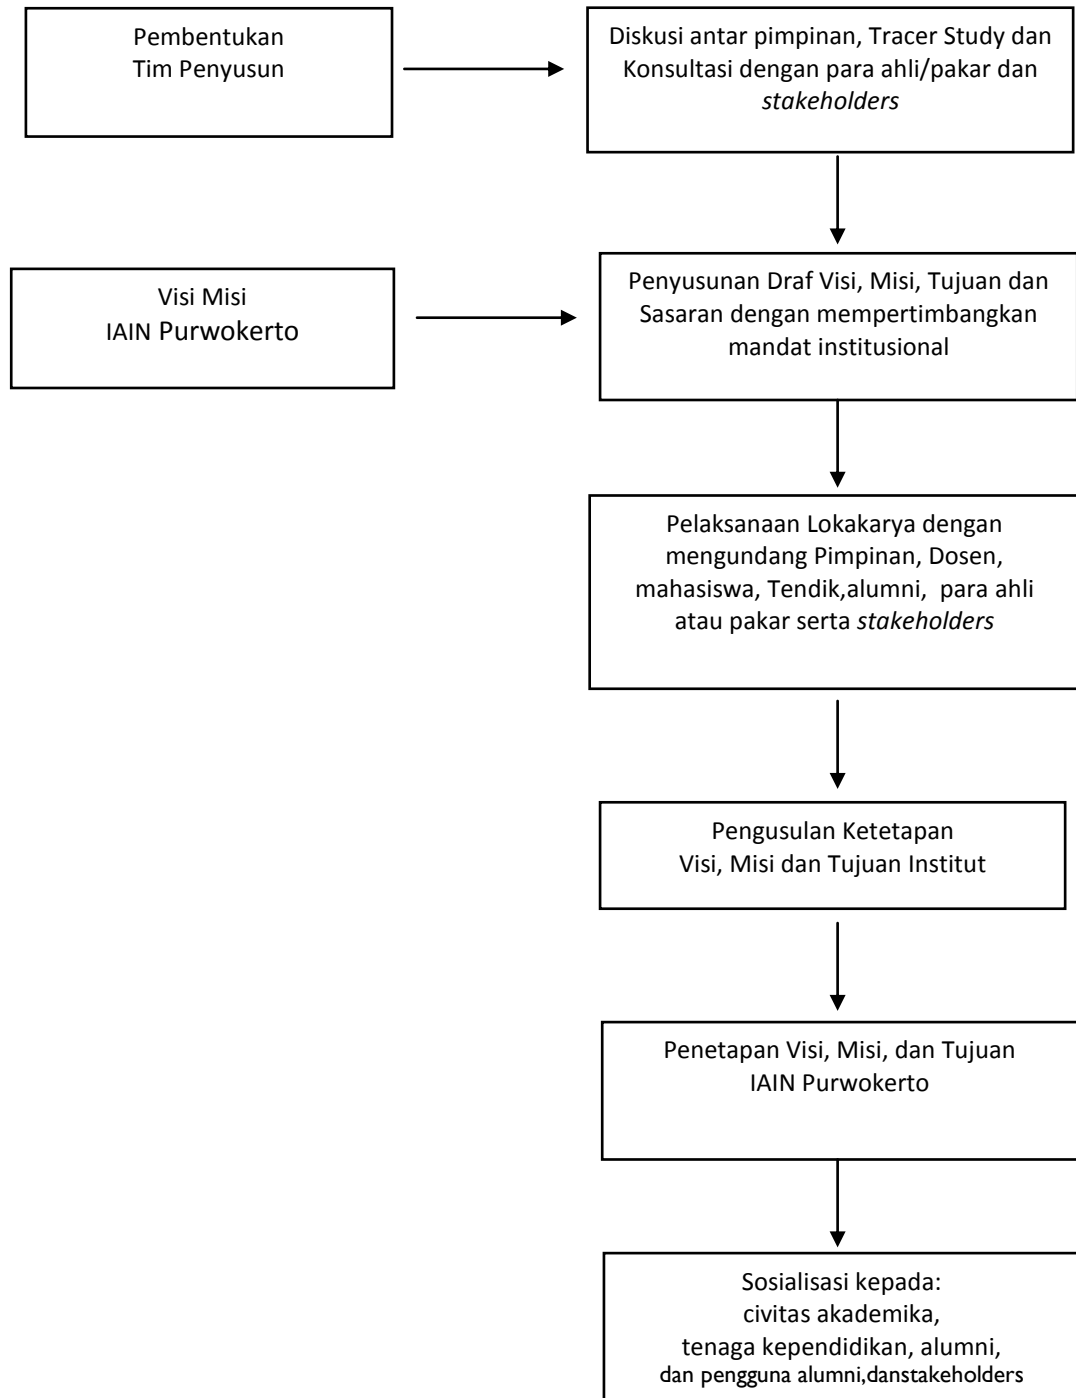 Pembentukan
Tim Penyusun
Diskusi antar pimpinan, Tracer Study dan
Konsultasi dengan para ahli/pakar dan
stakeholders
Visi Misi
IAIN Purwokerto
Penyusunan Draf Visi, Misi, Tujuan dan
Sasaran dengan mempertimbangkan
mandat institusional
Pelaksanaan Lokakarya dengan
mengundang Pimpinan, Dosen,
mahasiswa, Tendik,alumni,  para ahli
atau pakar serta stakeholders
Pengusulan Ketetapan
Visi, Misi dan Tujuan Institut
Penetapan Visi, Misi, dan Tujuan
IAIN Purwokerto
Sosialisasi kepada:
civitas akademika,
tenaga kependidikan, alumni,
dan pengguna alumni,danstakeholders